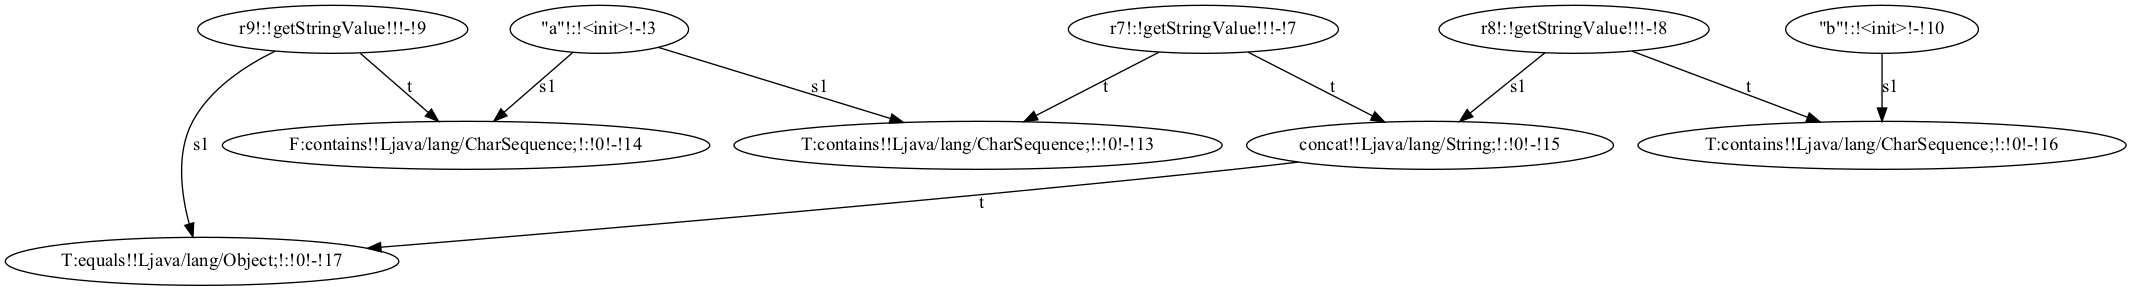 r9!:!getStringValue!!!-!9
"a"!:!<init>!-!3
r7!:!getStringValue!!!-!7
r8!:!getStringValue!!!-!8
"b"!:!<init>!-!10
s1
t
s1
s1
t
t
s1
t
s1
F:contains!!Ljava/lang/CharSequence;!:!0!-!14
T:contains!!Ljava/lang/CharSequence;!:!0!-!13
concat!!Ljava/lang/String;!:!0!-!15
T:contains!!Ljava/lang/CharSequence;!:!0!-!16
t
T:equals!!Ljava/lang/Object;!:!0!-!17